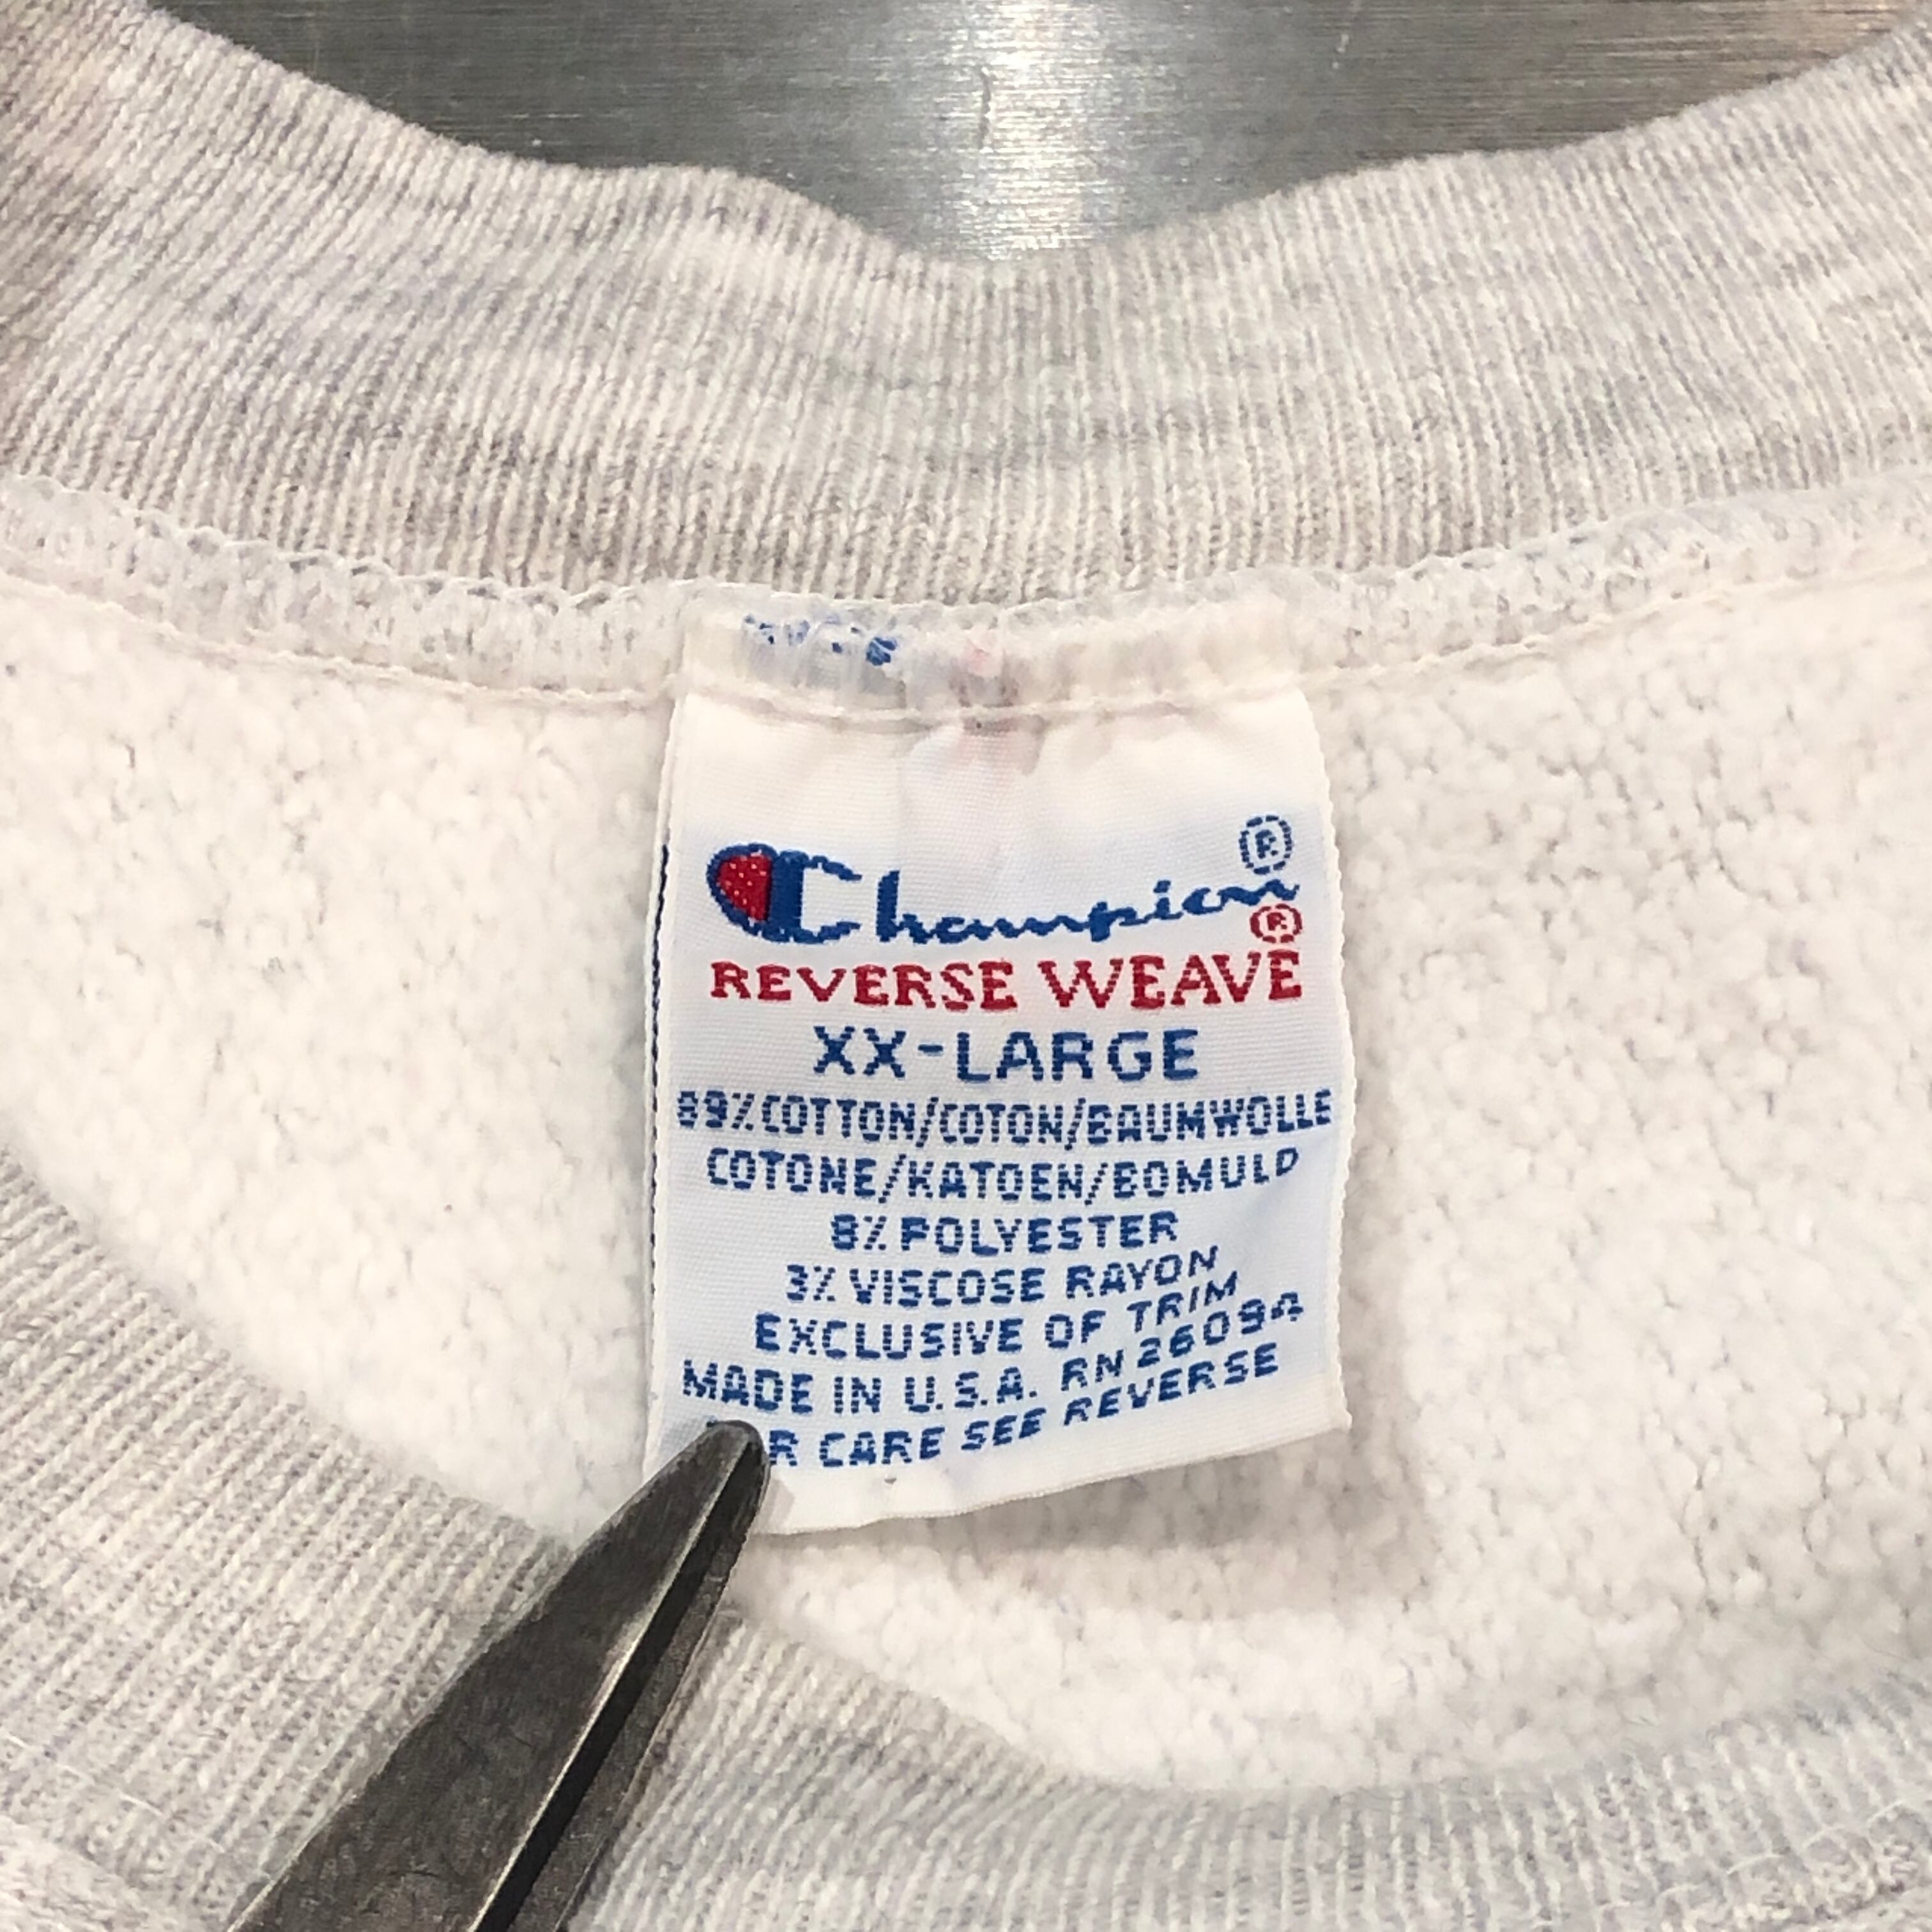 Champion®
®
REVERSE WEAVE
XX-LARGE
89% COTTON/COTON/BAUMWOLLE
COTONE/KATOEN/BOMULD
8% POLYESTER
3% VISCOSE RAYON
EXCLUSIVE OF TRIM
MADE IN U.S.A. RN 26094
R CARE SEE REVERSE